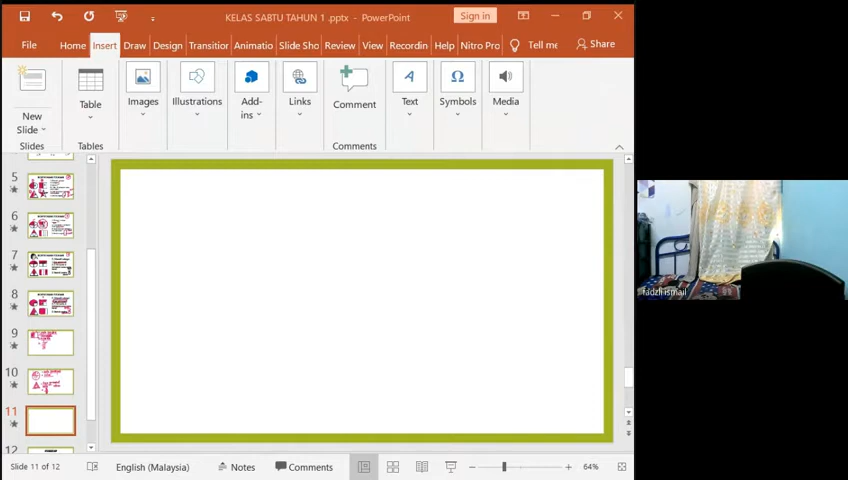 KELAS SABTU TAHUN 1 .pptx - PowerPoint
Sign in
File Home Insert Draw Design Transition Animatio Slide Sho Review View Recordin Help Nitro Pro Tell me Share
New Slide
Table
Images
Illustrations
Add-ins
Links
Comment
Text
Symbols
Media
Slides
Tables
Comments
5
6
7
8
9
10
11
12
fadzli ismail
Slide 11 of 12 English (Malaysia) Notes Comments 64%